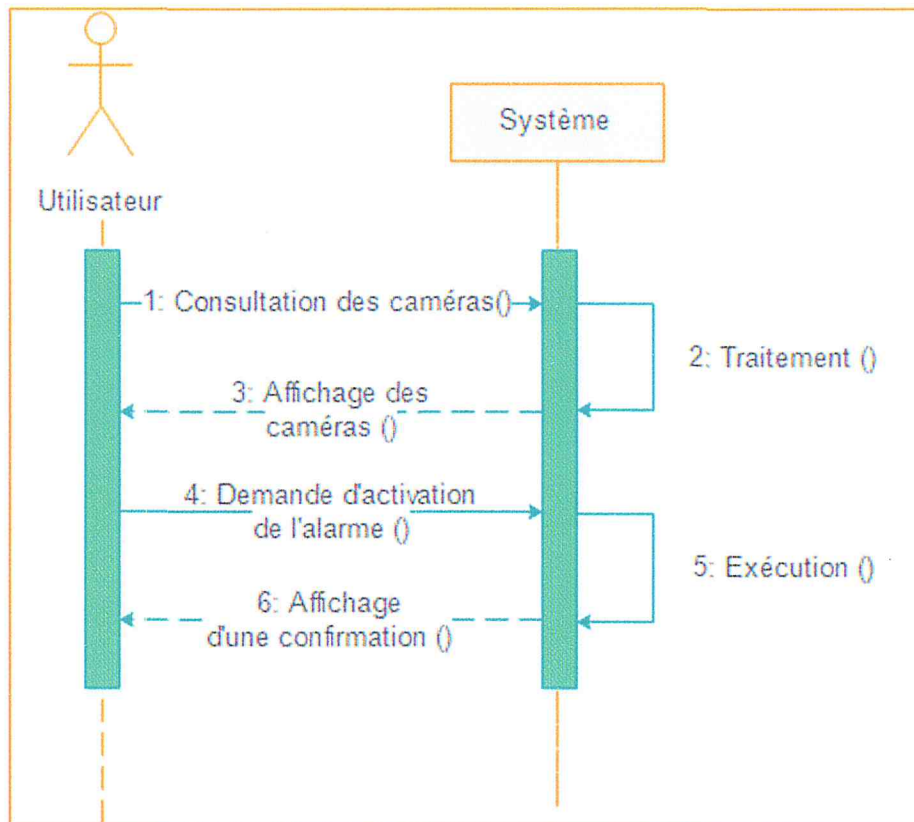 Système
Utilisateur
1: Consultation des caméras()
2: Traitement ()
3: Affichage des
caméras ()
4: Demande d'activation
de l'alarme ()
5: Exécution ()
6: Affichage
d'une confirmation ()